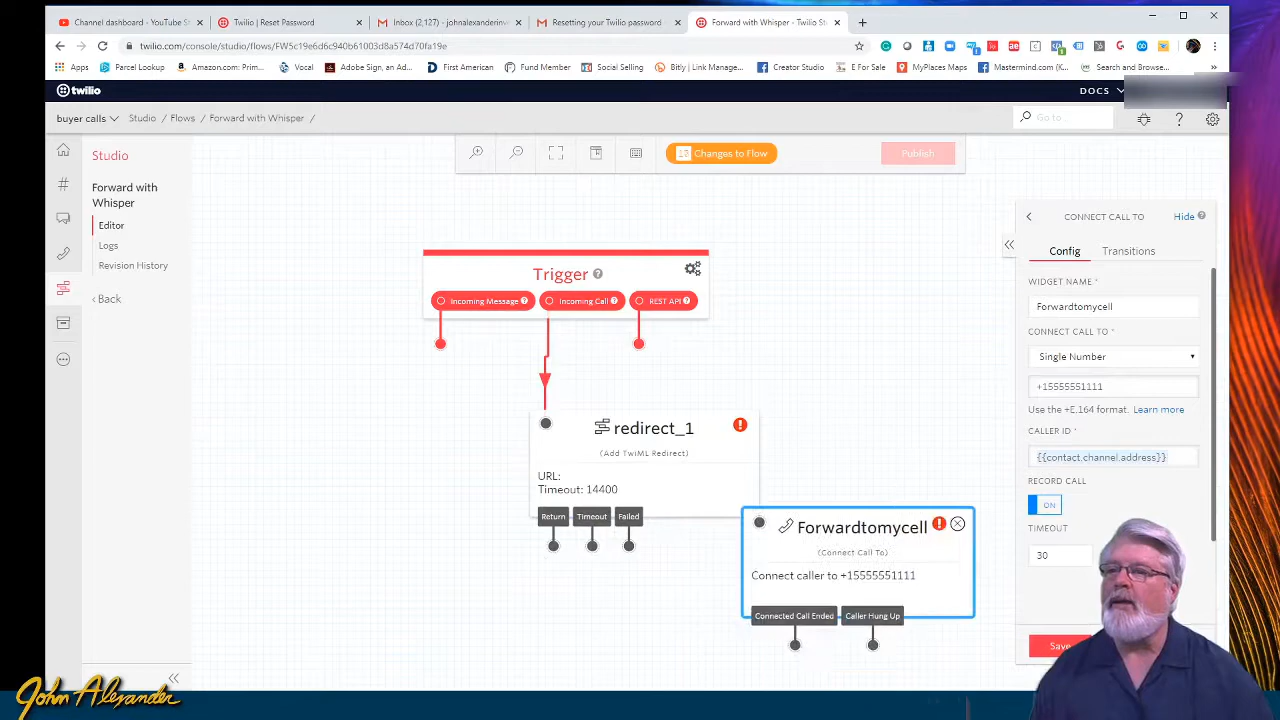 Channel dashboard - YouTube S
Twilio | Reset Password
Inbox (2,127) - johnalexanderinv
Resetting your Twilio password
Forward with Whisper - Twilio St
twilio.com/console/studio/flows/FW5c19e6d6c940b61003d8a574d70fa19e
Apps
Parcel Lookup
Amazon.com: Prim...
Vocal
Adobe Sign, an Ad...
First American
Fund Member
Social Selling
Bitly | Link Manage...
Creator Studio
E For Sale
MyPlaces Maps
Mastermind.com (K...
Search and Browse...
twilio
DOCS
buyer calls
Studio / Flows / Forward with Whisper /
Go to...
Studio
Forward with
Whisper
Editor
Logs
Revision History
Back
13 Changes to Flow
Publish
Trigger
Incoming Message
Incoming Call
REST API
redirect_1
(Add TwiML Redirect)
URL:
Timeout: 14400
Return
Timeout
Failed
Forwardtomycell
(Connect Call To)
Connect caller to +15555551111
Connected Call Ended
Caller Hung Up
CONNECT CALL TO
Hide
Config
Transitions
WIDGET NAME *
Forwardtomycell
CONNECT CALL TO *
Single Number
+15555551111
Use the +E.164 format. Learn more
CALLER ID *
{{contact.channel.address}}
RECORD CALL
ON
TIMEOUT
30
Save
John Alexander